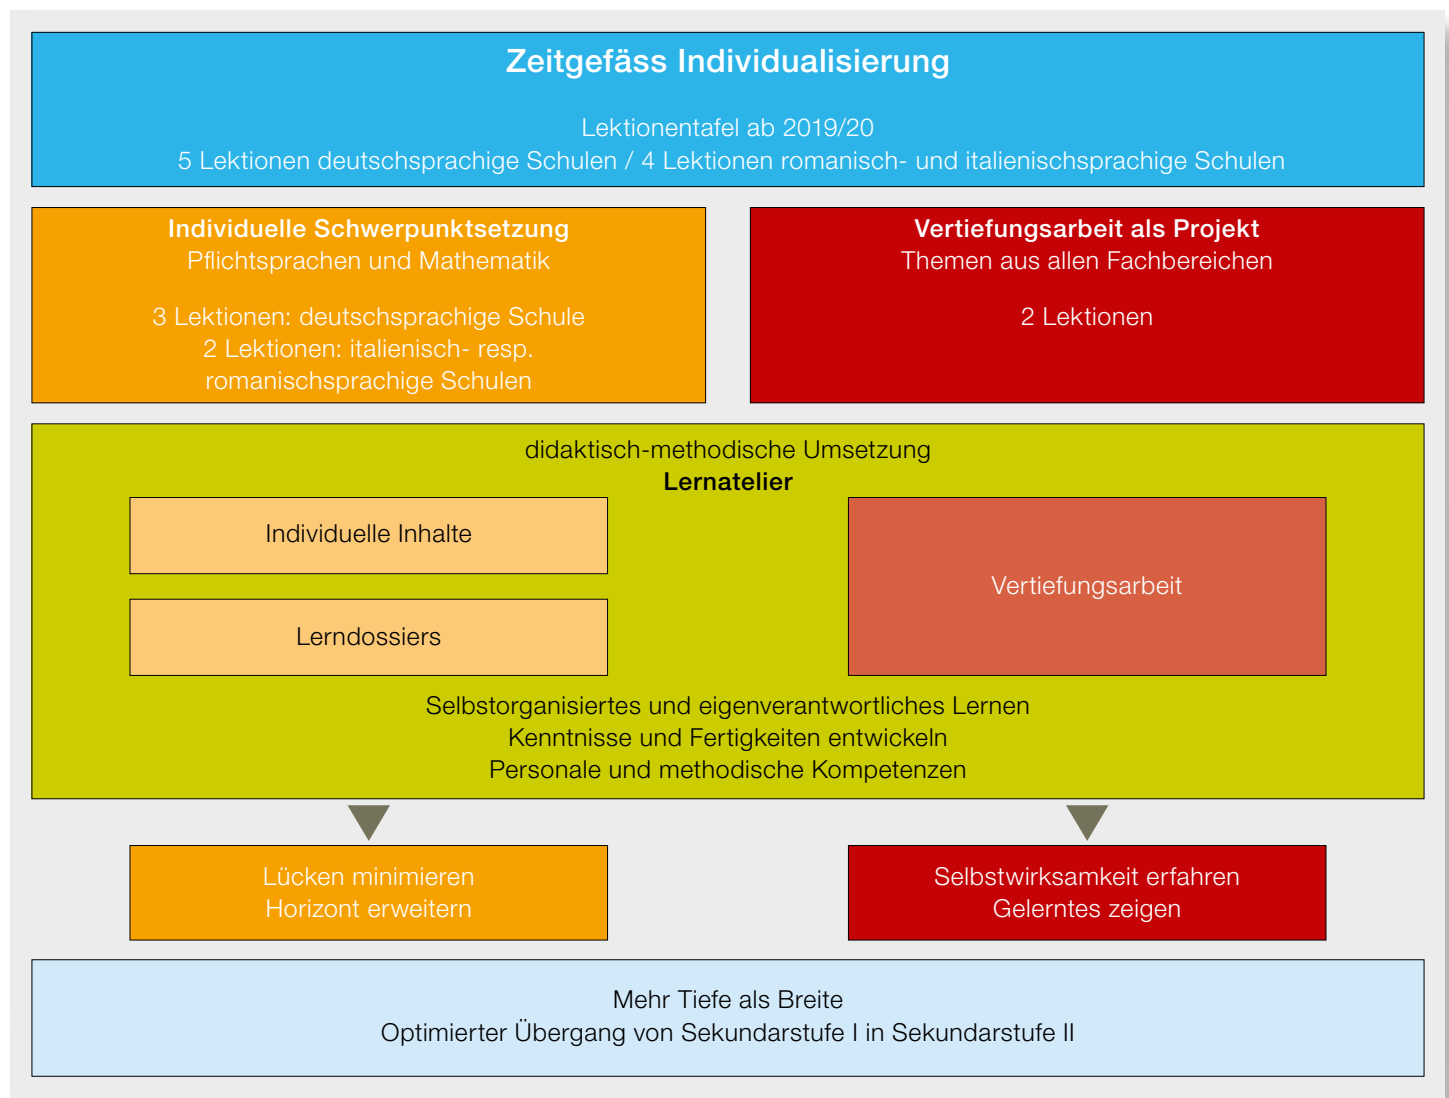 Zeitgefäss Individualisierung
Lektionentafel ab 2019/20
5 Lektionen deutschsprachige Schulen / 4 Lektionen romanisch- und italienischsprachige Schulen
Individuelle Schwerpunktsetzung
Pflichtsprachen und Mathematik
3 Lektionen: deutschsprachige Schule
2 Lektionen: italienisch- resp.
romanischsprachige Schulen
Vertiefungsarbeit als Projekt
Themen aus allen Fachbereichen
2 Lektionen
didaktisch-methodische Umsetzung
Lernatelier
Individuelle Inhalte
Lerndossiers
Vertiefungsarbeit
Selbstorganisiertes und eigenverantwortliches Lernen
Kenntnisse und Fertigkeiten entwickeln
Personale und methodische Kompetenzen
Lücken minimieren
Horizont erweitern
Selbstwirksamkeit erfahren
Gelerntes zeigen
Mehr Tiefe als Breite
Optimierter Übergang von Sekundarstufe I in Sekundarstufe II